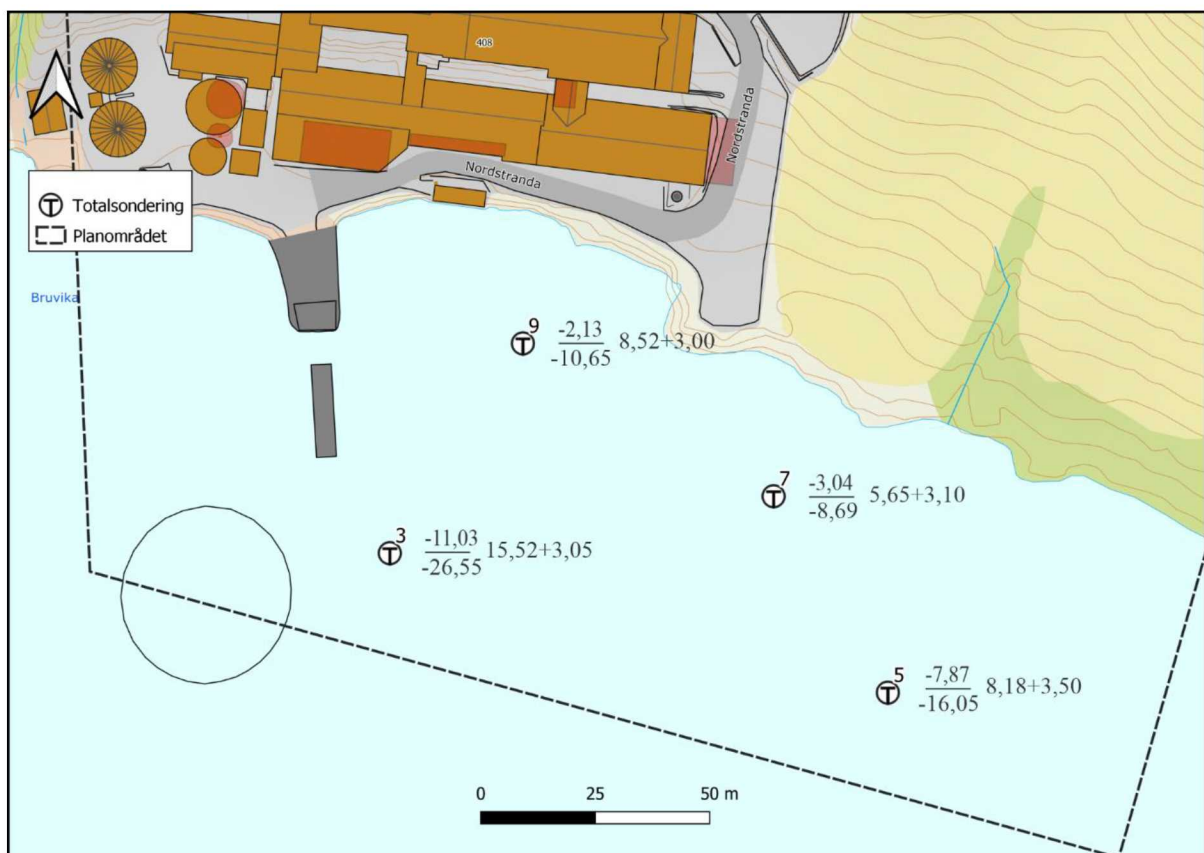 408
Nordstranda
Nordstranda
Totalsondering
Planområdet
Bruvika
9
-2,13
-10,65
8,52+3,00
7
-3,04
-8,69
5,65+3,10
3
-11,03
-26,55
15,52+3,05
5
-7,87
-16,05
8,18+3,50
0 25 50 m